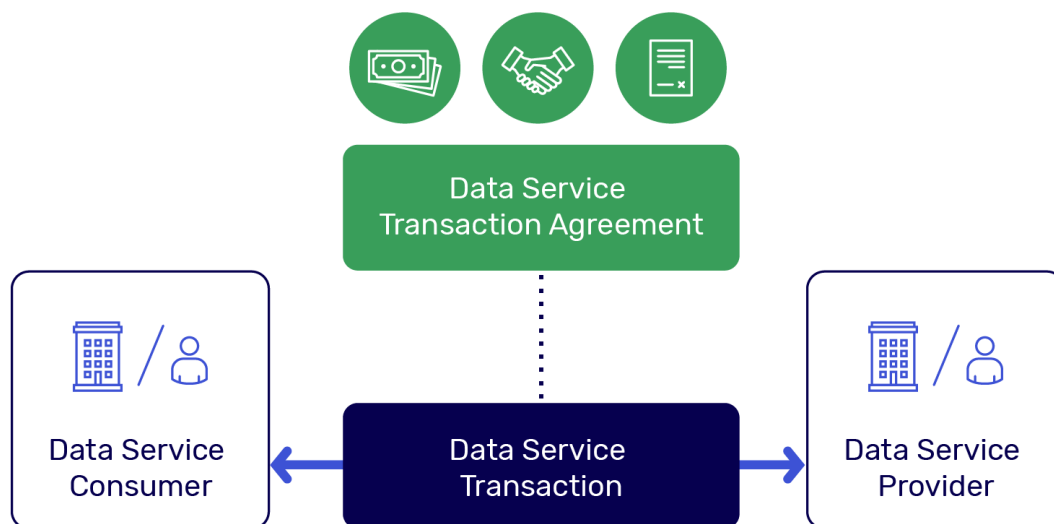 Data Service
Transaction Agreement
Data Service
Consumer
Data Service
Transaction
Data Service
Provider